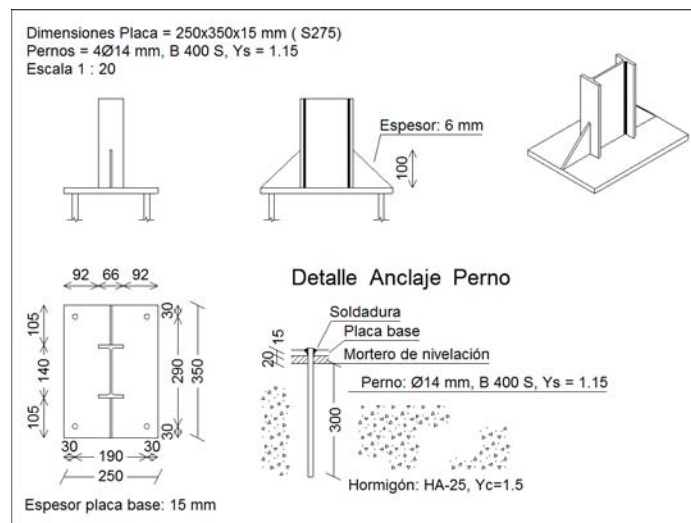 Dimensiones Placa = 250x350x15 mm ( S275)
Pernos = 4Ø14 mm, B 400 S, Ys = 1.15
Escala 1 : 20
Espesor: 6 mm
100
92 66 92
105
140
105
30
290
350
30
30
30
190
250
Espesor placa base: 15 mm
Detalle Anclaje Perno
Soldadura
Placa base
Mortero de nivelación
15
20
Perno: Ø14 mm, B 400 S, Ys = 1.15
300
Hormigón: HA-25, Yc=1.5